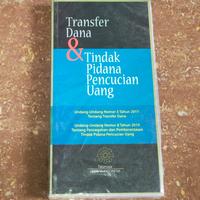 Transfer
Dana
&
Tindak
Pidana
Pencucian
Uang
Undang-Undang Nomor 3 Tahun 2011
Tentang Transfer Dana
Undang-Undang Nomor 8 Tahun 2010
Tentang Pencegahan dan Pemberantasan
Tindak Pidana Pencucian Uang